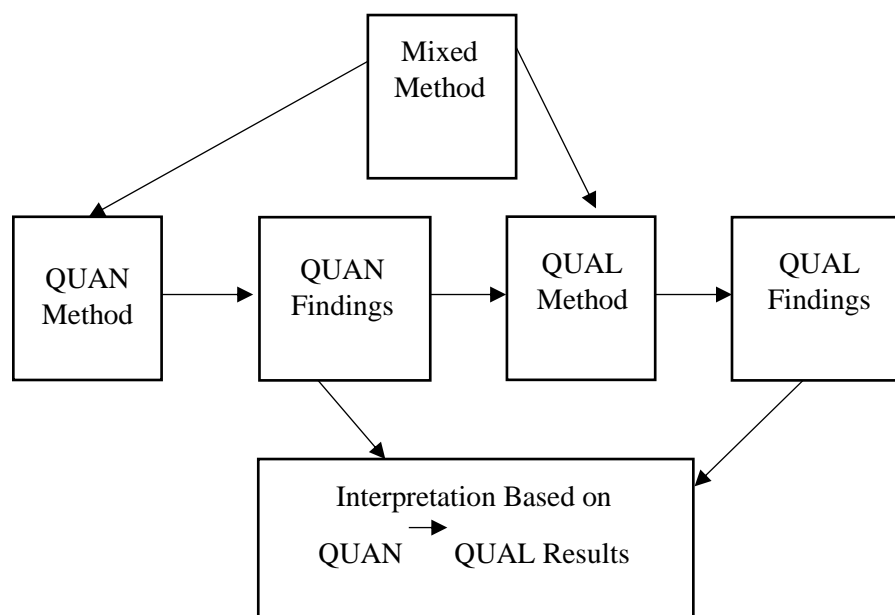 Mixed
Method
QUAN
Method
QUAN
Findings
QUAL
Method
QUAL
Findings
Interpretation Based on
QUAN QUAL Results